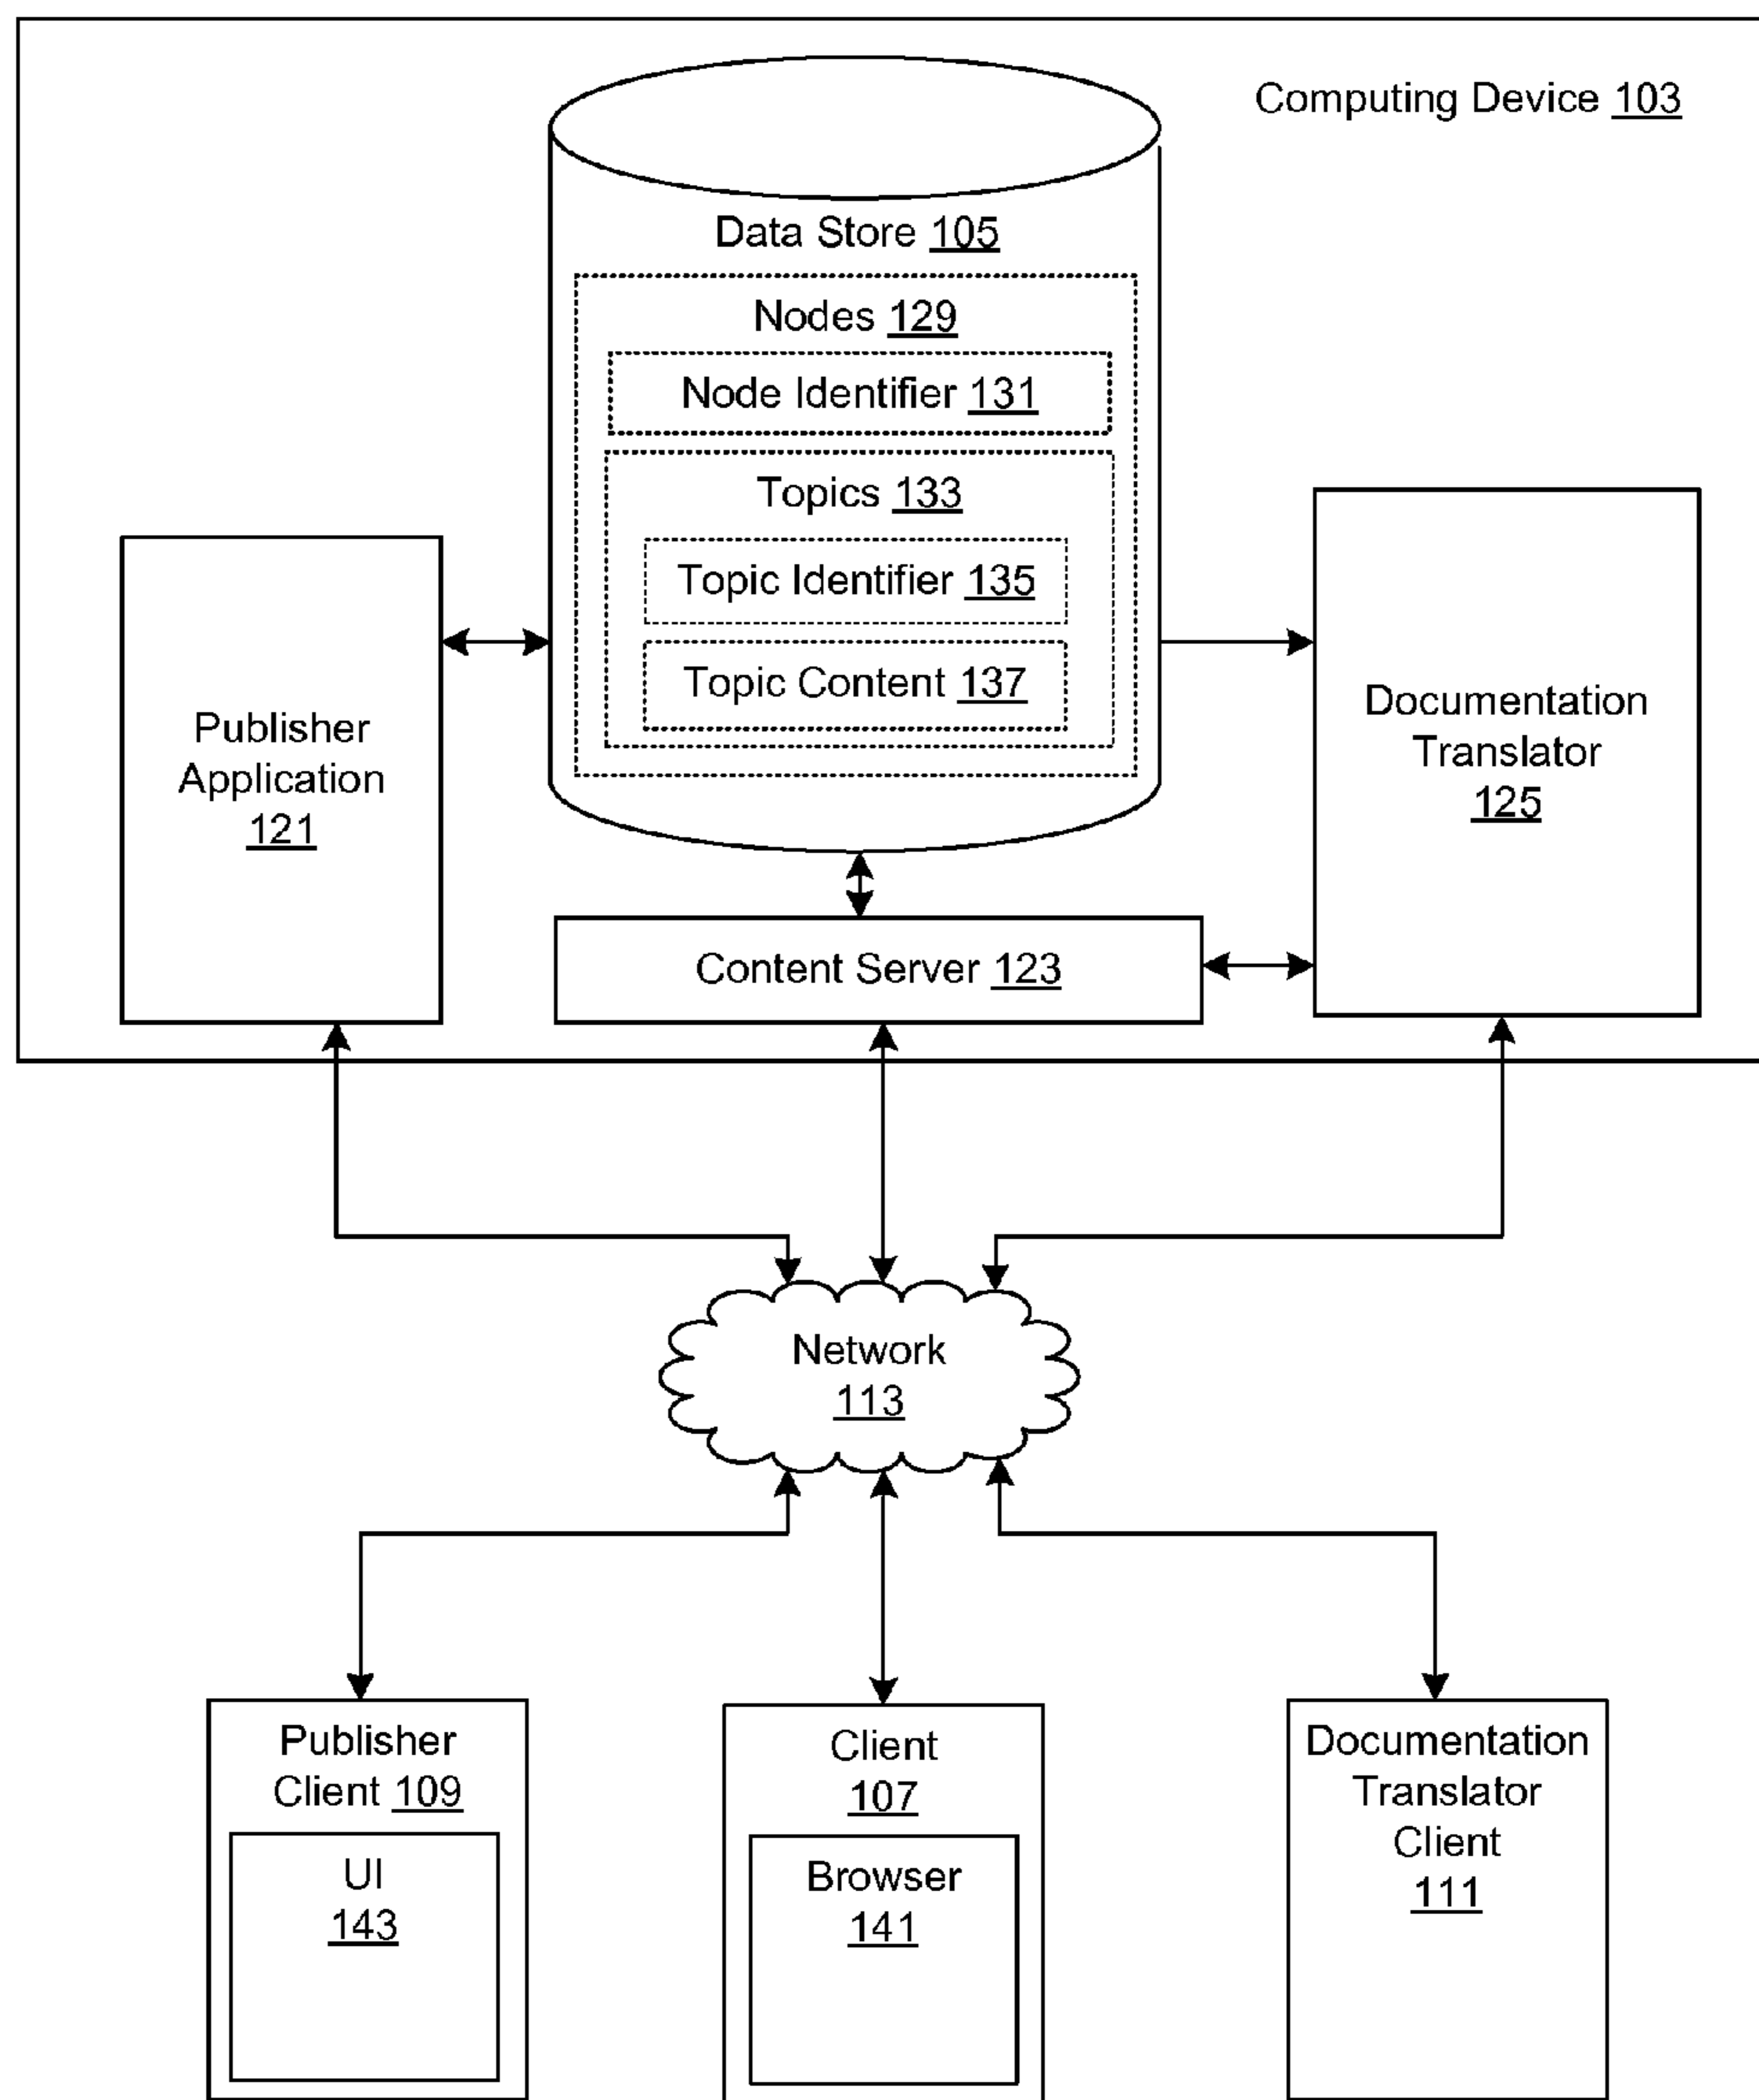 Computing Device 103
Data Store 105
Nodes 129
Node Identifier 131
Topics 133
Topic Identifier 135
Topic Content 137
Publisher
Application
121
Documentation
Translator
125
Content Server 123
Network
113
Publisher
Client 109
UI
143
Client
107
Browser
141
Documentation
Translator
Client
111